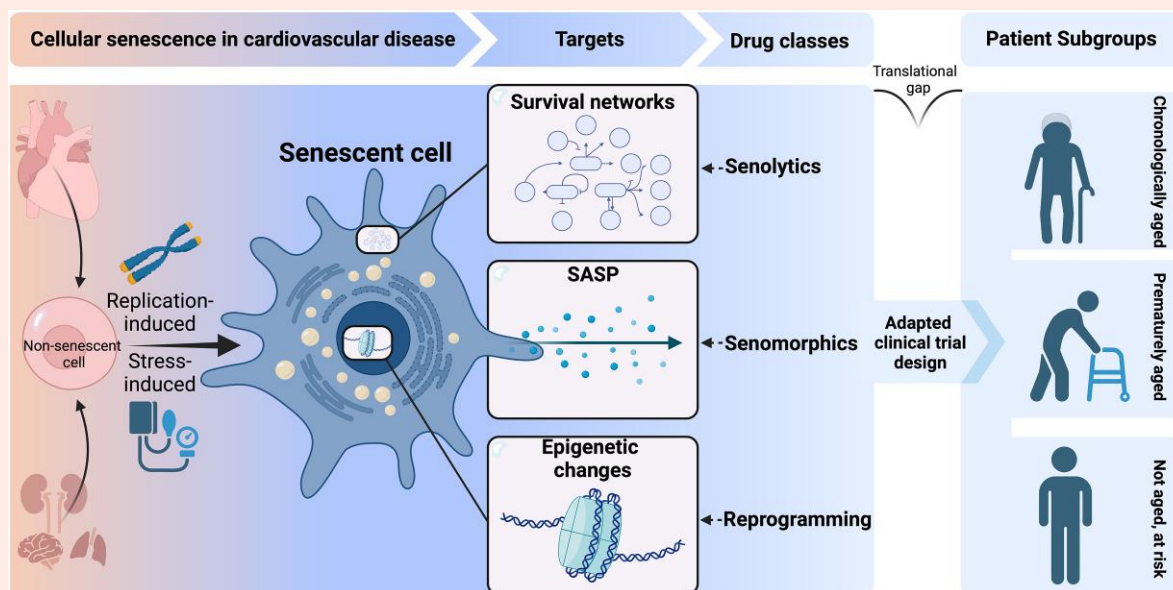 Cellular senescence in cardiovascular disease
Targets
Drug classes
Patient Subgroups
Translational
gap
Senescent cell
Survival networks
Senolytics
Replication-
induced
Non-senescent
cell
Stress-
induced
SASP
Senomorphics
Adapted
clinical trial
design
Epigenetic
changes
Reprogramming
Chronologically aged
Prematurely aged
Not aged, at
risk